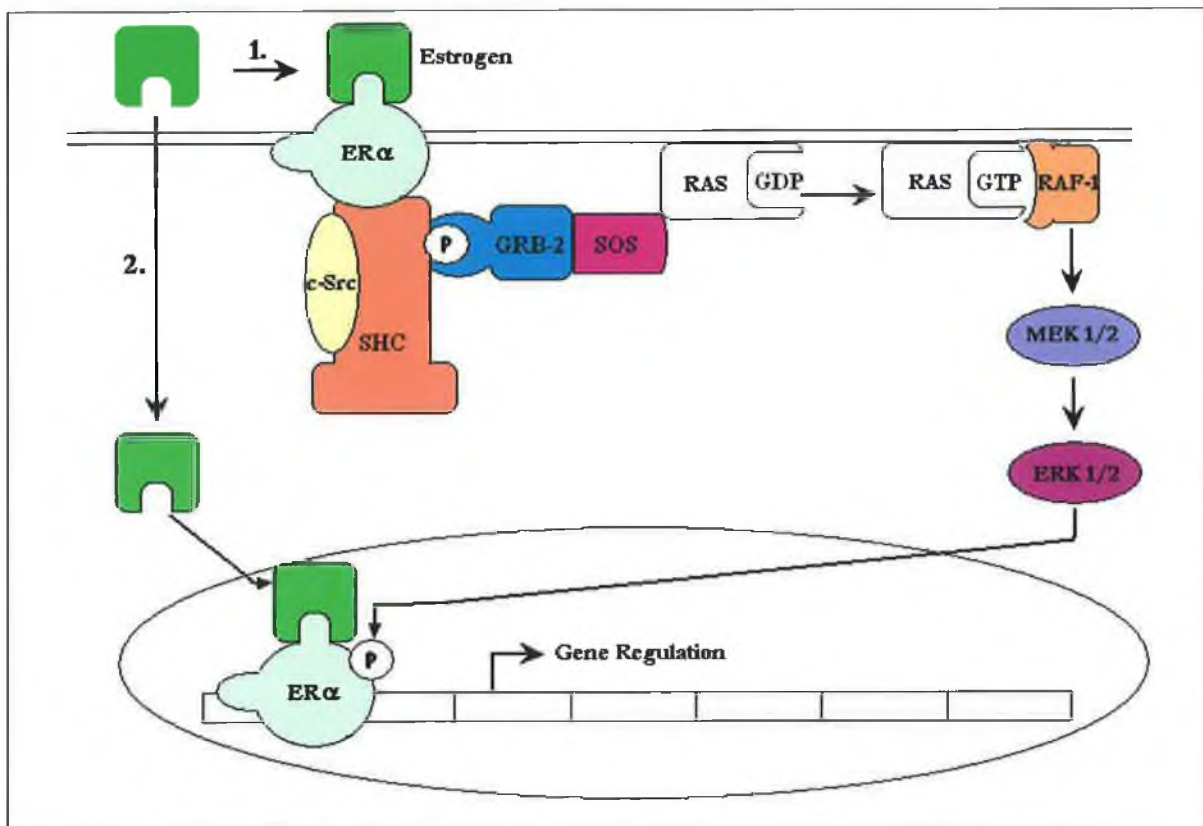 1.
Estrogen
ERα
RAS
GDP
RAS
GTP
RAF-1
P
GRB-2
SOS
2.
c-Src
SHC
MEK 1/2
ERK 1/2
P
Gene Regulation
ERα